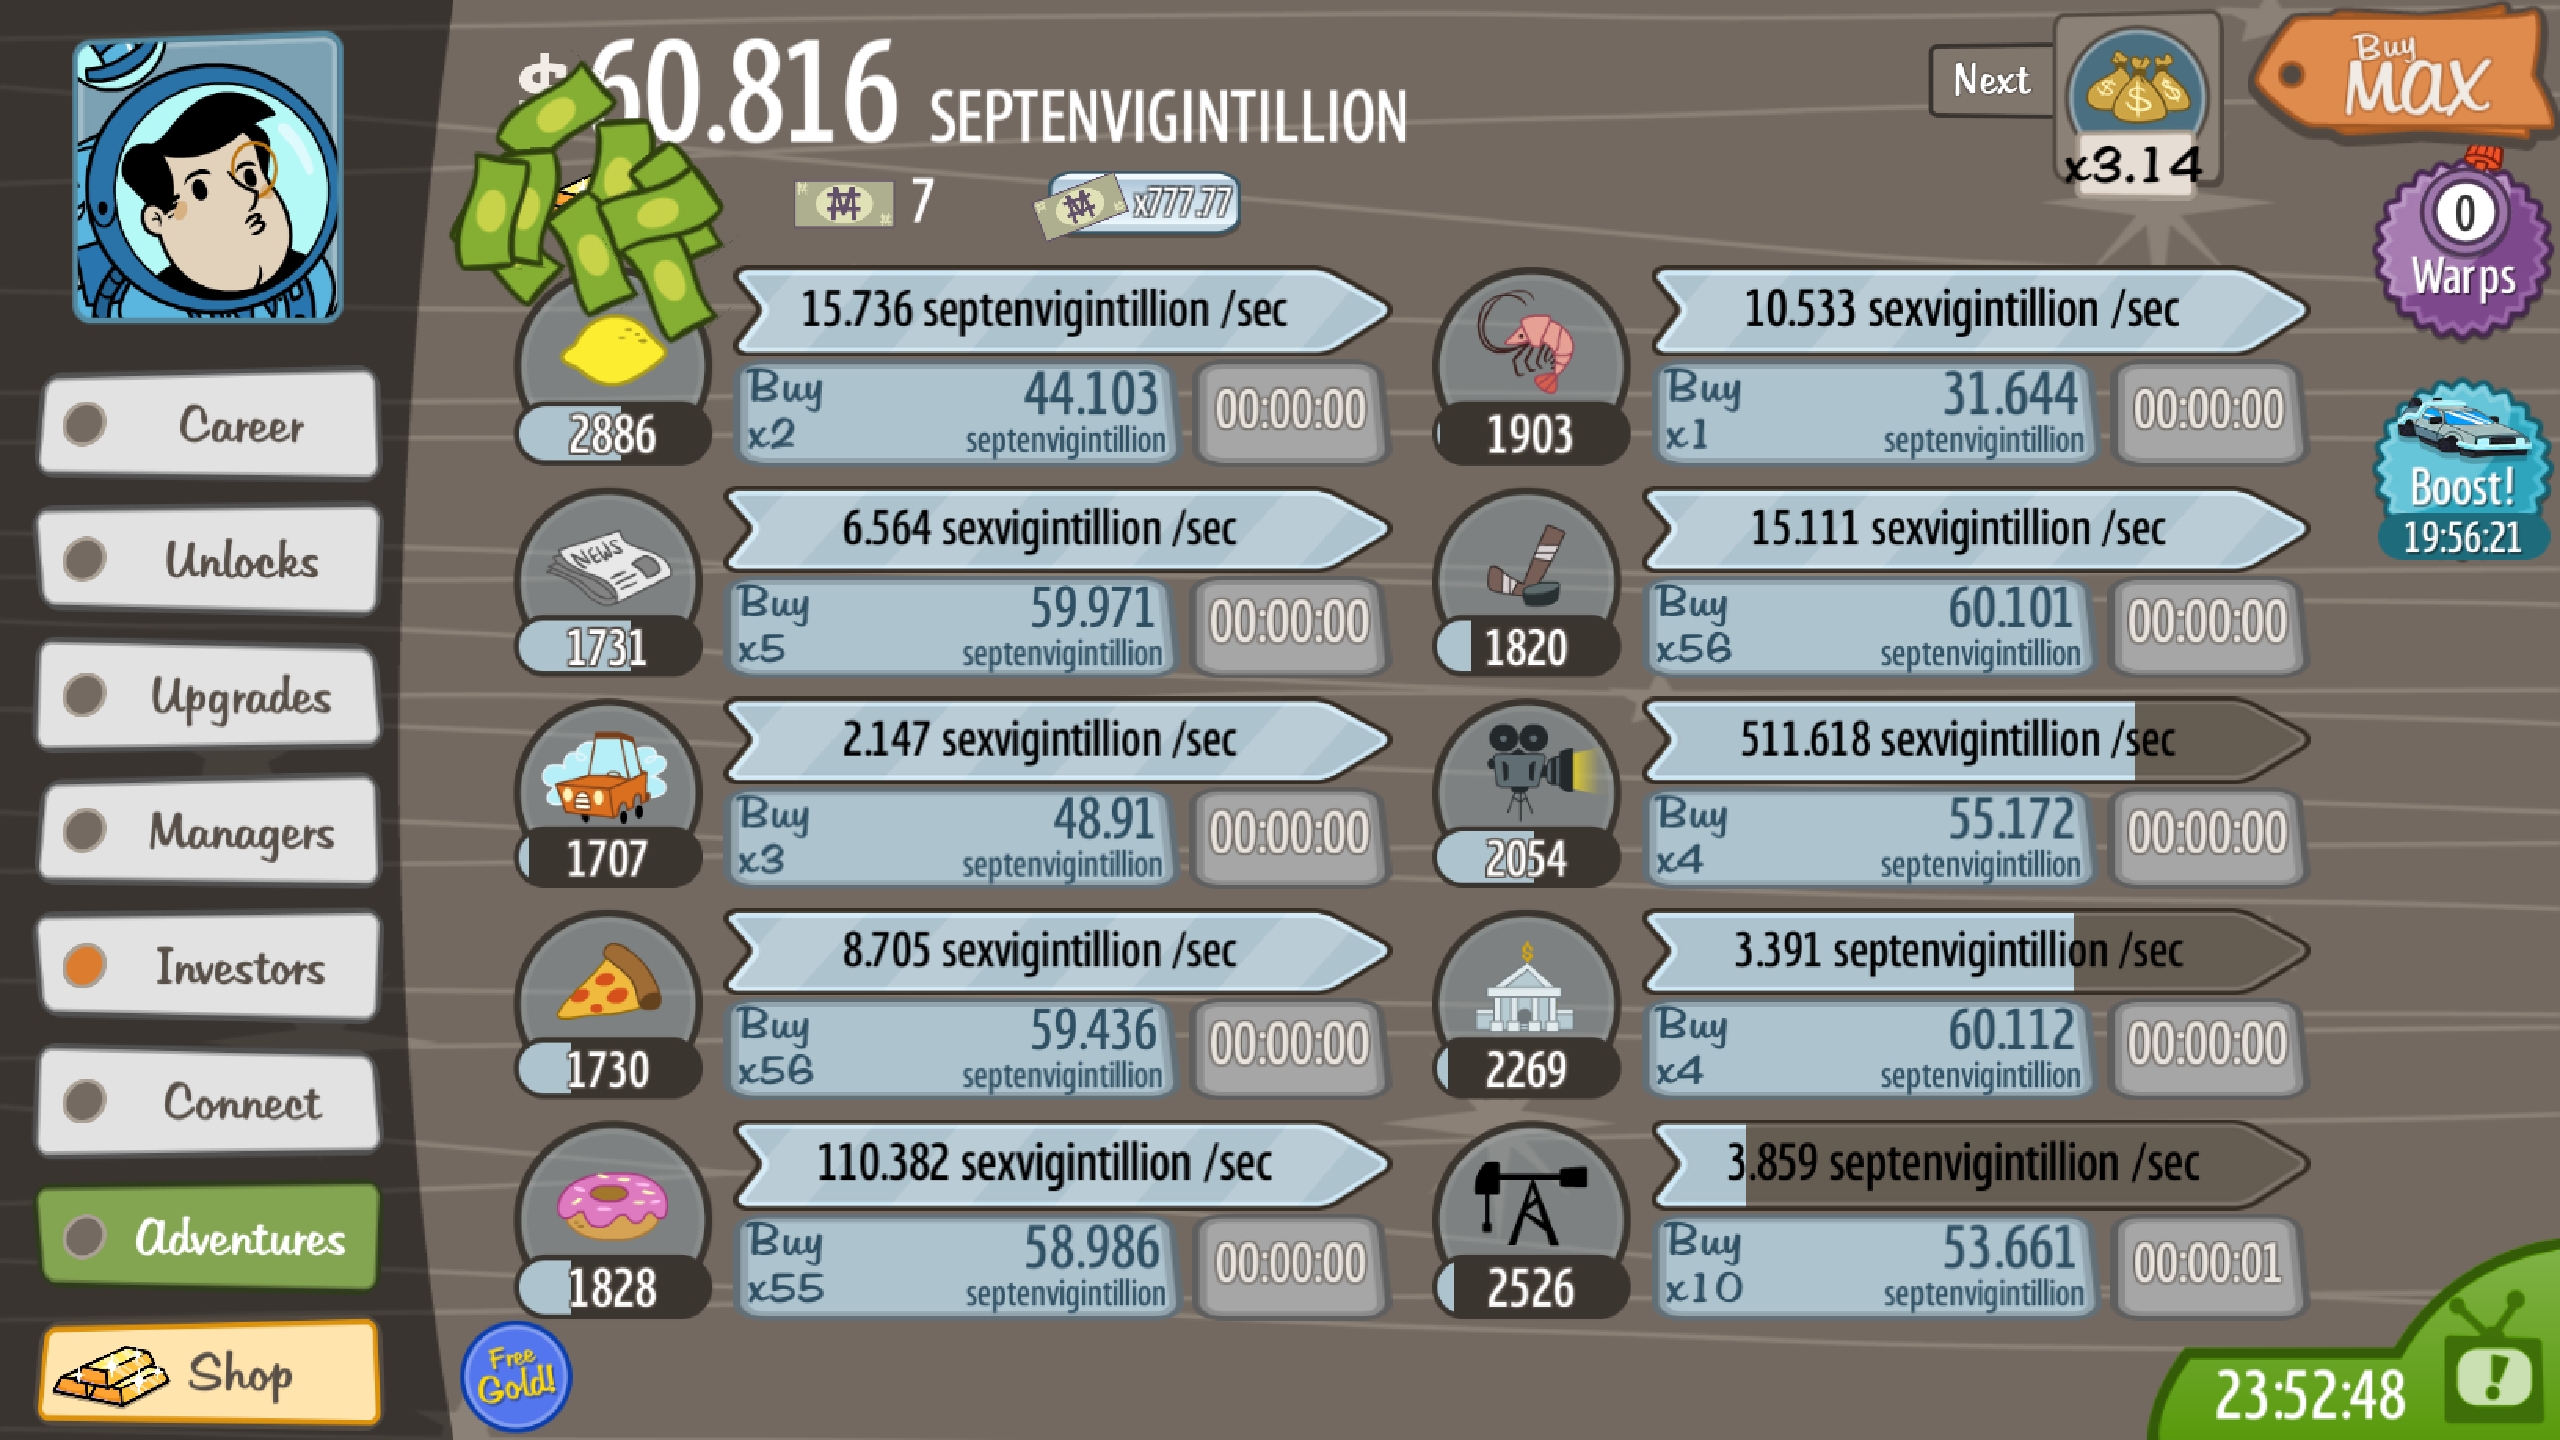 $60.816 SEPTENVIGINTILLION
Next
x3.14
Buy
MAX
7
x777.77
0
Warps
Boost!
19:56:21
Career
Unlocks
Upgrades
Managers
Investors
Connect
Adventures
Shop
15.736 septenvigintillion /sec
2886
Buy
x2
44.103
septenvigintillion
00:00:00
10.533 sexvigintillion /sec
1903
Buy
x1
31.644
septenvigintillion
00:00:00
6.564 sexvigintillion /sec
NEWS
1731
Buy
x5
59.971
septenvigintillion
00:00:00
15.111 sexvigintillion /sec
1820
Buy
x56
60.101
septenvigintillion
00:00:00
2.147 sexvigintillion /sec
1707
Buy
x3
48.91
septenvigintillion
00:00:00
511.618 sexvigintillion /sec
2054
Buy
x4
55.172
septenvigintillion
00:00:00
8.705 sexvigintillion /sec
1730
Buy
x56
59.436
septenvigintillion
00:00:00
3.391 septenvigintillion /sec
2269
Buy
x4
60.112
septenvigintillion
00:00:00
110.382 sexvigintillion /sec
1828
Buy
x55
58.986
septenvigintillion
00:00:00
3.859 septenvigintillion /sec
2526
Buy
x10
53.661
septenvigintillion
00:00:01
Free
Gold!
23:52:48